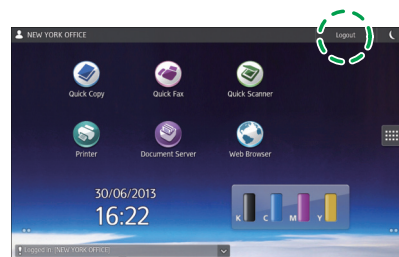 NEW YORK OFFICE
Logout
Quick Copy
Quick Fax
Quick Scanner
Printer
Document Server
Web Browser
30/06/2013
16:22
K C M Y
Logged in: [NEW YORK OFFICE]